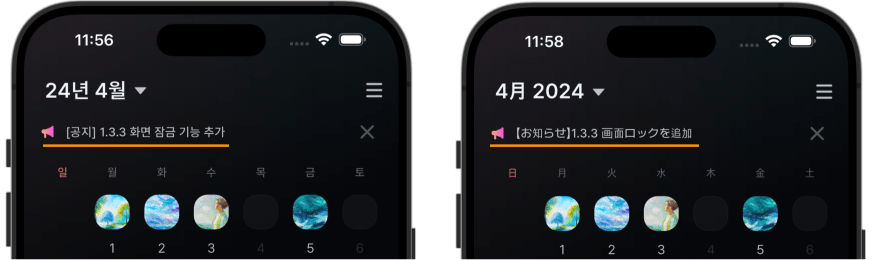 11:56
24년 4월
[공지] 1.3.3 화면 잠금 기능 추가
일 월 화 수 목 금 토
1 2 3 4 5 6
11:58
4月 2024
【お知らせ】1.3.3 画面ロックを追加
日 月 火 水 木 金 土
1 2 3 4 5 6